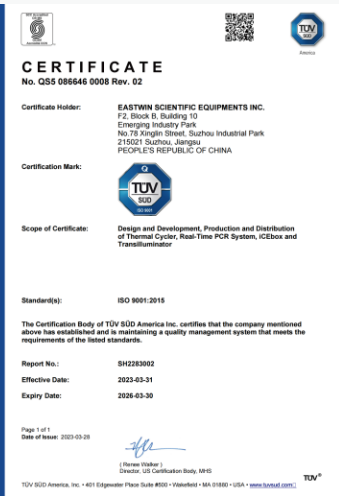 TÜV
SÜD
America
CERTIFICATE
No. QS5 086646 0008 Rev. 02
Certificate Holder:
EASTWIN SCIENTIFIC EQUIPMENTS INC.
F2, Block B, Building 10
Emerging Industry Park
No.78 Xinglin Street, Suzhou Industrial Park
215021 Suzhou, Jiangsu
PEOPLE'S REPUBLIC OF CHINA
Certification Mark:
Q
TÜV
SÜD
ISO 9001
Scope of Certificate:
Design and Development, Production and Distribution
of Thermal Cycler, Real-Time PCR System, iCEbox and
Transilluminator
Standard(s):
ISO 9001:2015
The Certification Body of TÜV SÜD America Inc. certifies that the company mentioned
above has established and is maintaining a quality management system that meets the
requirements of the listed standards.
Report No.:
SH2283002
Effective Date:
2023-03-31
Expiry Date:
2026-03-30
Page 1 of 1
Date of Issue: 2023-03-28
( Renee Walker )
Director, US Certification Body, MHS
TÜV SÜD America, Inc. • 401 Edgewater Place Suite #500 • Wakefield • MA 01880 • USA • www.tuvsud.com
TÜV®